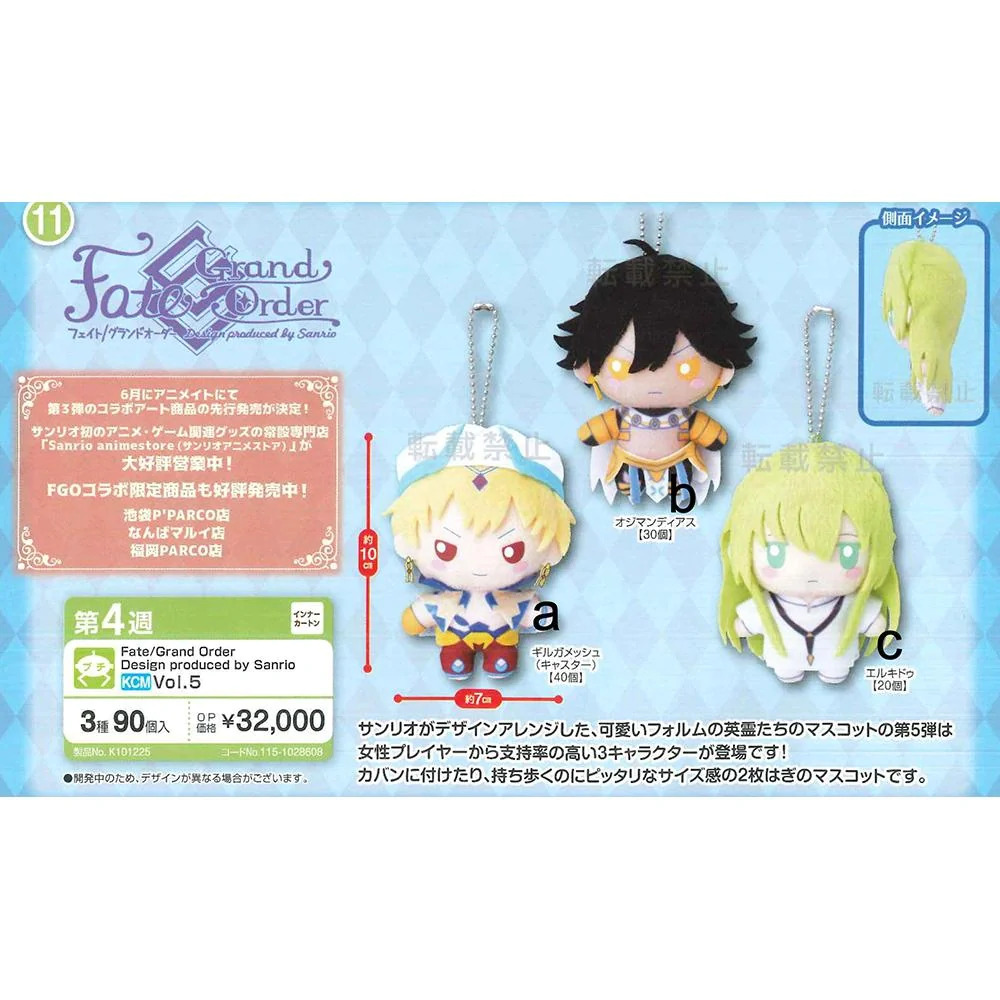 11
Fate/Grand Order
フェイト/グランドオーダー Design produced by Sanrio
6月にアニメイトにて
第3弾のコラボアート商品の先行発売が決定!
サンリオ初のアニメ・ゲーム関連グッズの常設専門店
「Sanrio animestore(サンリオアニメストア)」が
大好評営業中!
FGOコラボ限定商品も好評発売中!
池袋P'PARCO店
なんばマルイ店
福岡PARCO店
第4週
インナー
カートン
プチ
Fate/Grand Order
Design produced by Sanrio
KCM Vol.5
3種 90個入
OP
価格 ¥32,000
製品No. K101225
コードNo.115-1028608
●開発中のため、デザインが異なる場合がございます。
約10cm
約7cm
転載禁止
a
ギルガメッシュ
(キャスター)
【40個】
転載禁止
b
オジマンディアス
【30個】
転載禁止
c
エルキドゥ
【20個】
側面イメージ
転載禁止
サンリオがデザインアレンジした、可愛いフォルムの英霊たちのマスコットの第5弾は
女性プレイヤーから支持率の高い3キャラクターが登場です!
カバンに付けたり、持ち歩くのにピッタリなサイズ感の2枚はぎのマスコットです。